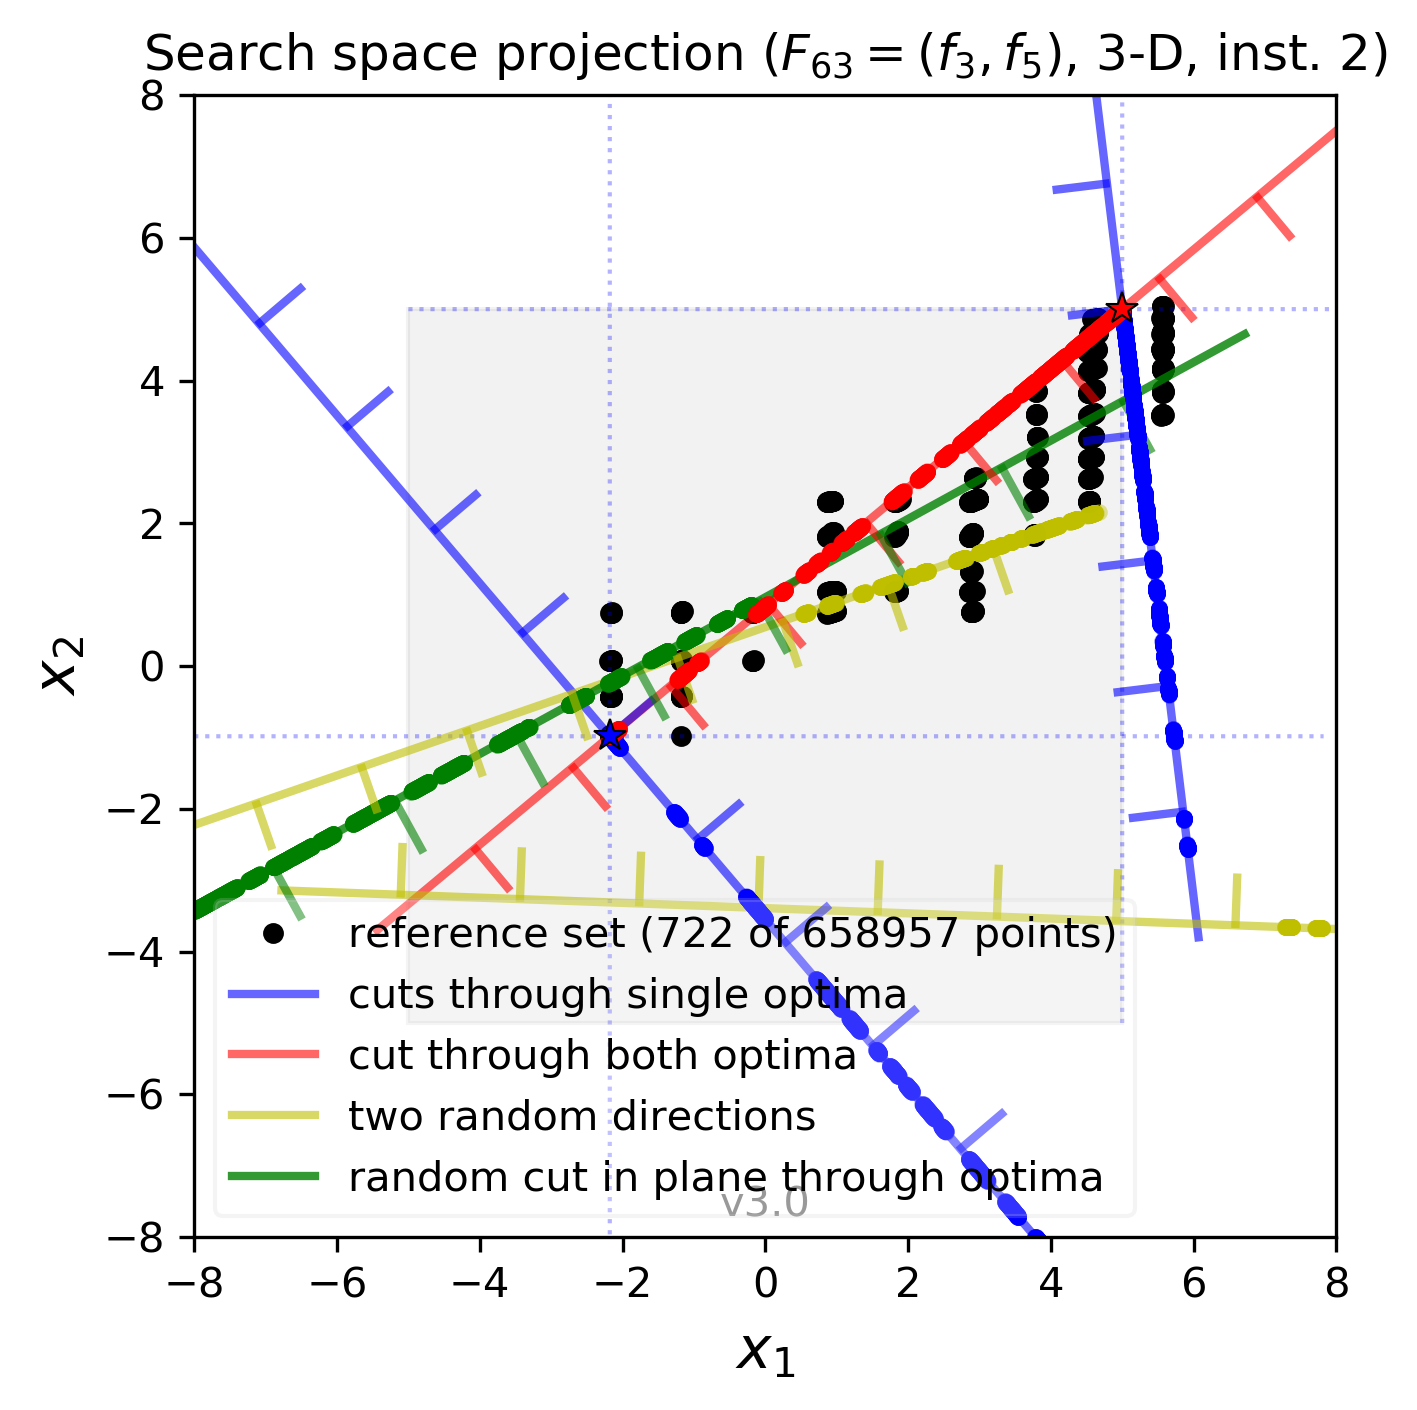 Search space projection (F₆₃ = (f₃, f₅), 3-D, inst. 2)
8
6
4
2
0
−2
−4
−6
−8
x₂
reference set (722 of 658957 points)
cuts through single optima
cut through both optima
two random directions
random cut in plane through optima
v3.0
−8 −6 −4 −2 0 2 4 6 8
x₁